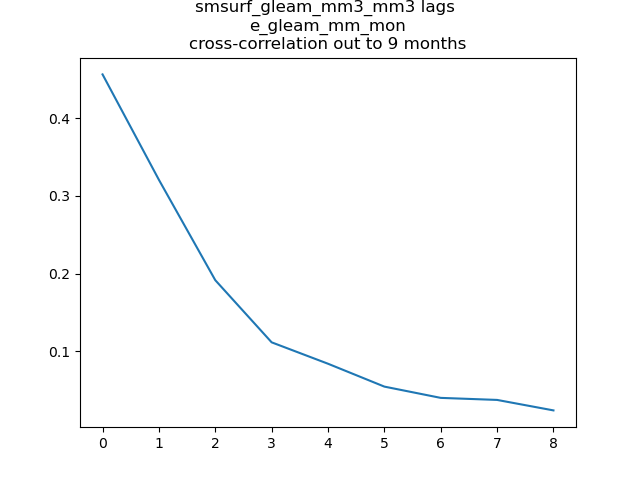 smsurf_gleam_mm3_mm3 lags
e_gleam_mm_mon
cross-correlation out to 9 months
0.4
0.3
0.2
0.1
0 1 2 3 4 5 6 7 8